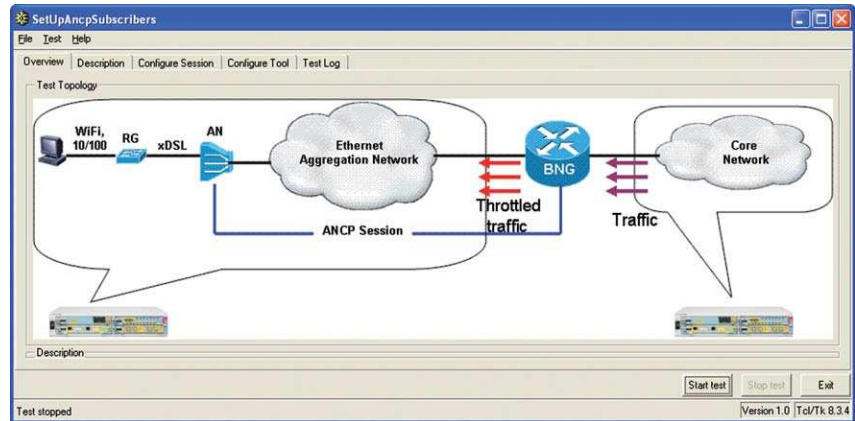 SetUpAncpSubscribers
File Test Help
Overview Description Configure Session Configure Tool Test Log
Test Topology
WiFi,
10/100
RG
xDSL
AN
Ethernet
Aggregation Network
BNG
Core
Network
Throttled
traffic
Traffic
ANCP Session
Description
Start test Stop test Exit
Test stopped
Version 1.0 Tcl/Tk 8.3.4